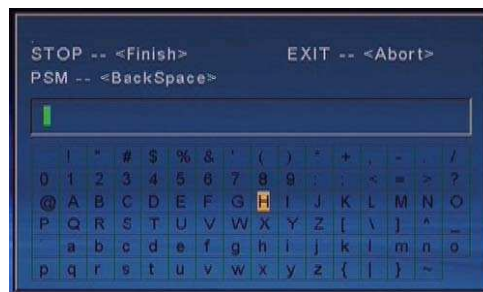 STOP -- <Finish> EXIT -- <Abort>
PSM -- <BackSpace>
! " # $ % & ' ( ) * + , - . /
0 1 2 3 4 5 6 7 8 9 : ; < = > ?
@ A B C D E F G H I J K L M N O
P Q R S T U V W X Y Z [ \ ] ^ _
a b c d e f g h i j k l m n o
p q r s t u v w x y z { | } ~